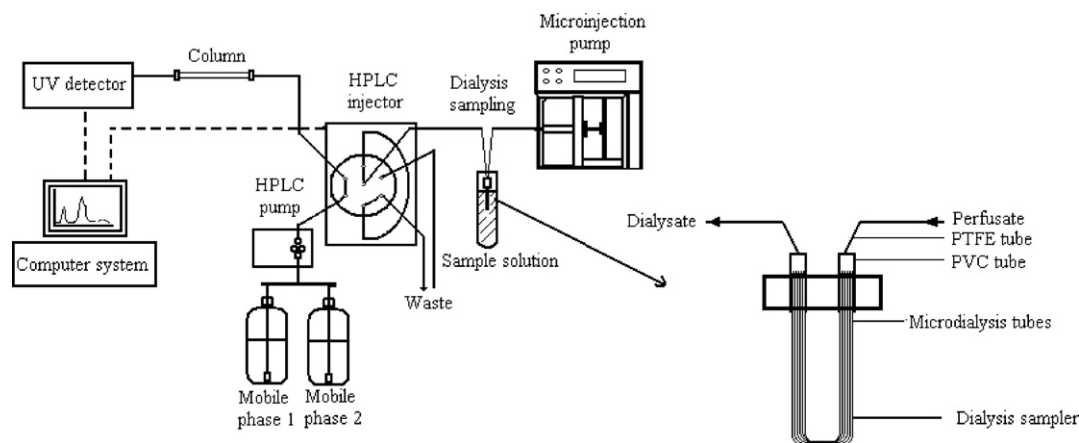 Microinjection
pump
Column
UV detector
HPLC
injector
Dialysis
sampling
HPLC
pump
Computer system
Sample solution
Waste
Mobile
phase 1
Mobile
phase 2
Dialysate
Perfusate
PTFE tube
PVC tube
Microdialysis tubes
Dialysis sampler